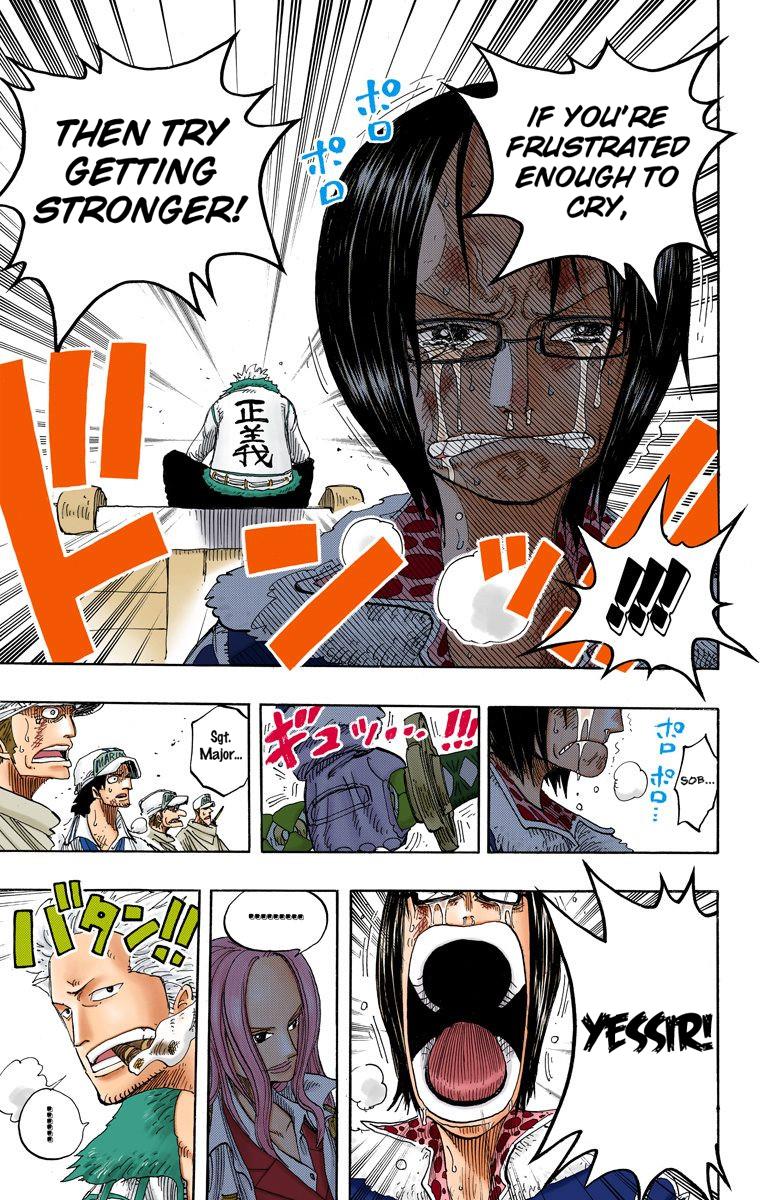 IF YOU'RE
FRUSTRATED
ENOUGH TO
CRY,
ポロ
ポロ
THEN TRY
GETTING
STRONGER!
正義
ドンッ
!!!
ポロ
ポロ...
SOB...
ギュッ...!!!
Sgt.
Major...
MARINE
YESSIR!
..........
バタン!!
......